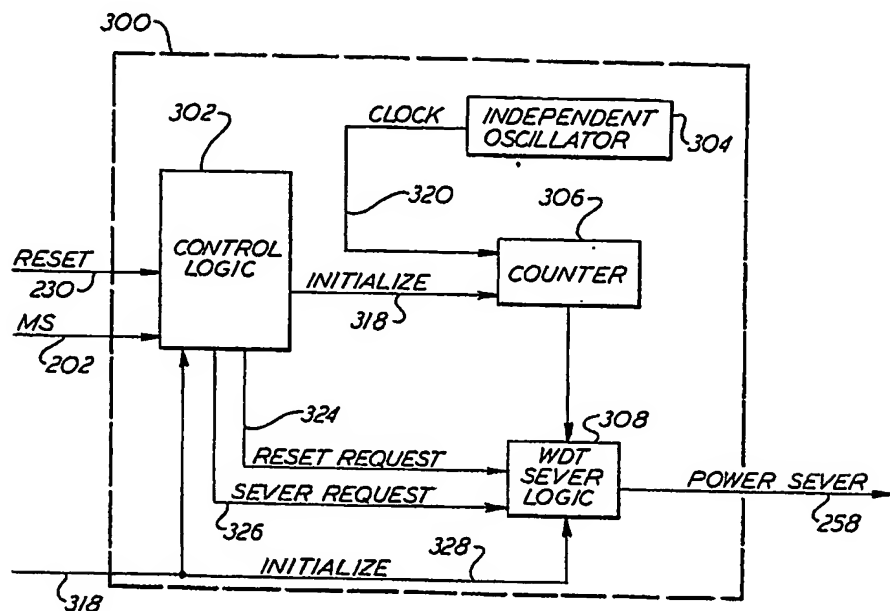 300
302
CLOCK
INDEPENDENT
OSCILLATOR
304
320
306
CONTROL
LOGIC
COUNTER
RESET
230
INITIALIZE
318
MS
202
324
308
RESET REQUEST
WDT
SEVER
LOGIC
POWER SEVER
258
SEVER REQUEST
326
328
INITIALIZE
318